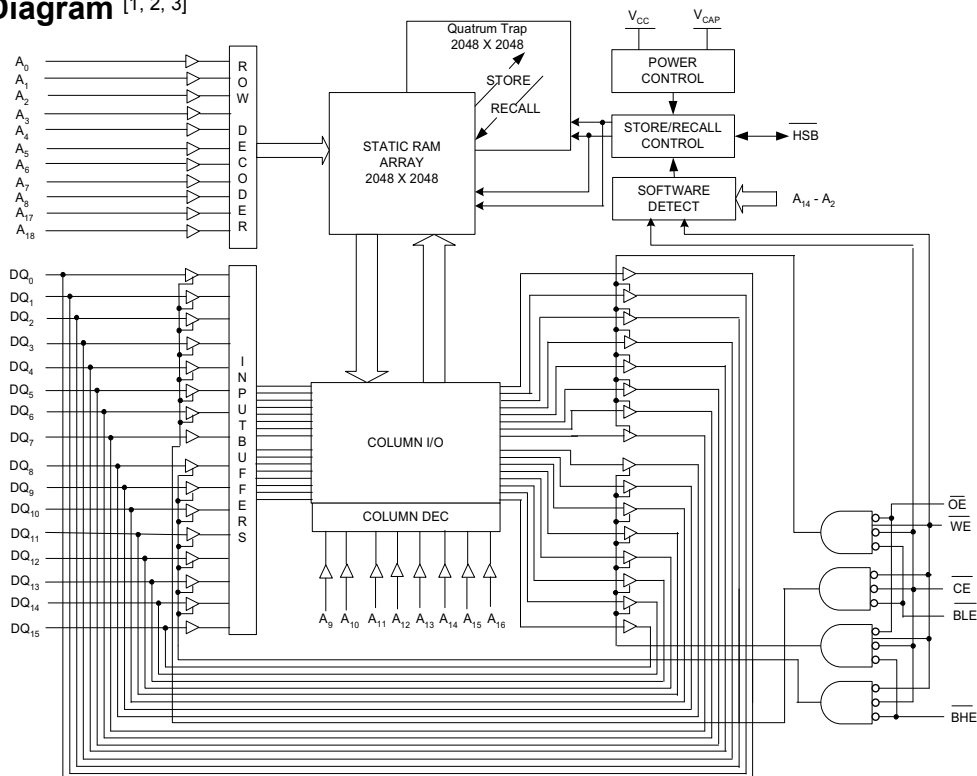 Diagram [1, 2, 3]
Quatrum Trap
2048 X 2048
STORE
RECALL
STATIC RAM
ARRAY
2048 X 2048
VCC
VCAP
POWER
CONTROL
STORE/RECALL
CONTROL
HSB
SOFTWARE
DETECT
A14 - A2
A0
A1
A2
A3
A4
A5
A6
A7
A8
A17
A18
ROW DECODER
DQ0
DQ1
DQ2
DQ3
DQ4
DQ5
DQ6
DQ7
DQ8
DQ9
DQ10
DQ11
DQ12
DQ13
DQ14
DQ15
INPUTBUFFERS
COLUMN I/O
COLUMN DEC
A9 A10 A11 A12 A13 A14 A15 A16
OE
WE
CE
BLE
BHE